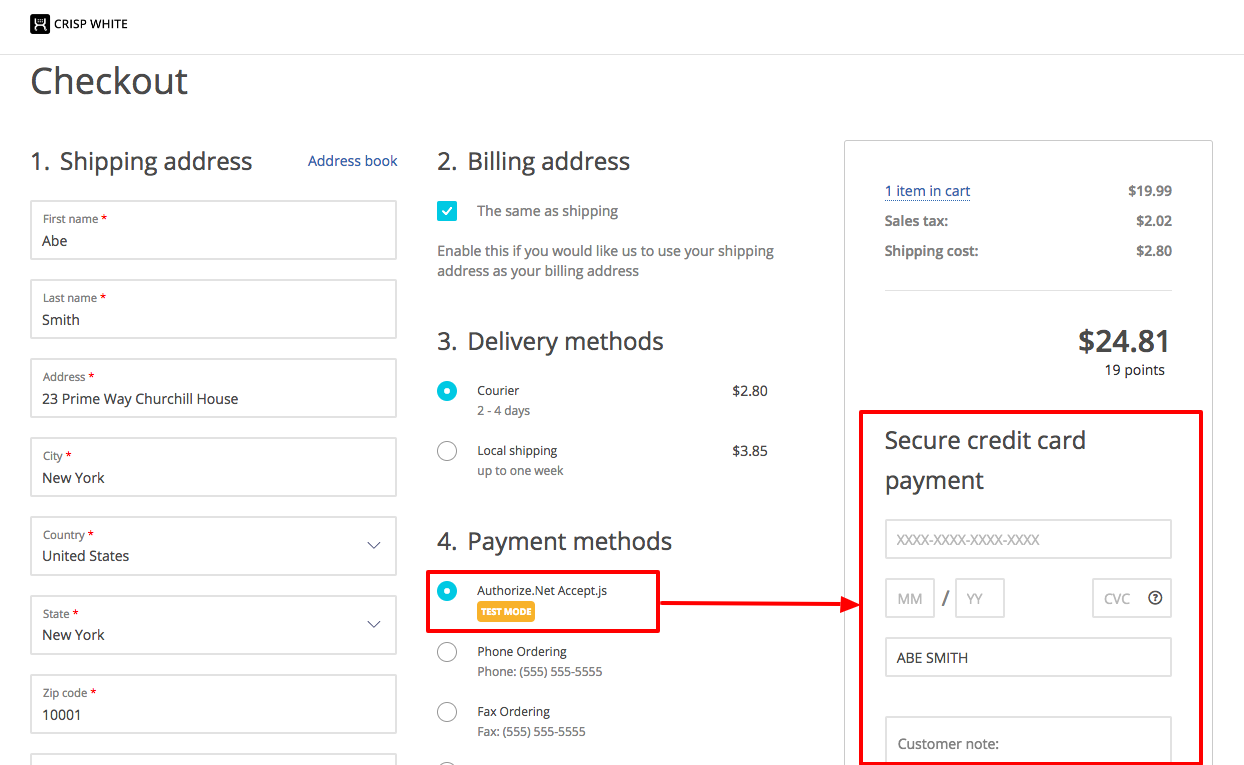 CRISP WHITE
Checkout
1. Shipping address
Address book
First name *
Abe
Last name *
Smith
Address *
23 Prime Way Churchill House
City *
New York
Country *
United States
State *
New York
Zip code *
10001
2. Billing address
The same as shipping
Enable this if you would like us to use your shipping
address as your billing address
3. Delivery methods
Courier $2.80
2 - 4 days
Local shipping $3.85
up to one week
4. Payment methods
Authorize.Net Accept.js
TEST MODE
Phone Ordering
Phone: (555) 555-5555
Fax Ordering
Fax: (555) 555-5555
1 item in cart $19.99
Sales tax: $2.02
Shipping cost: $2.80
$24.81
19 points
Secure credit card
payment
XXXX-XXXX-XXXX-XXXX
MM / YY CVC ?
ABE SMITH
Customer note: